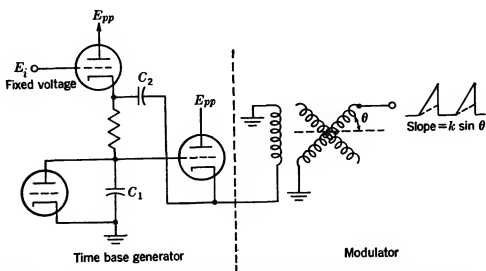 Epp
Ei
Fixed voltage
C2
Epp
C1
θ
Slope = k sin θ
Time base generator
Modulator